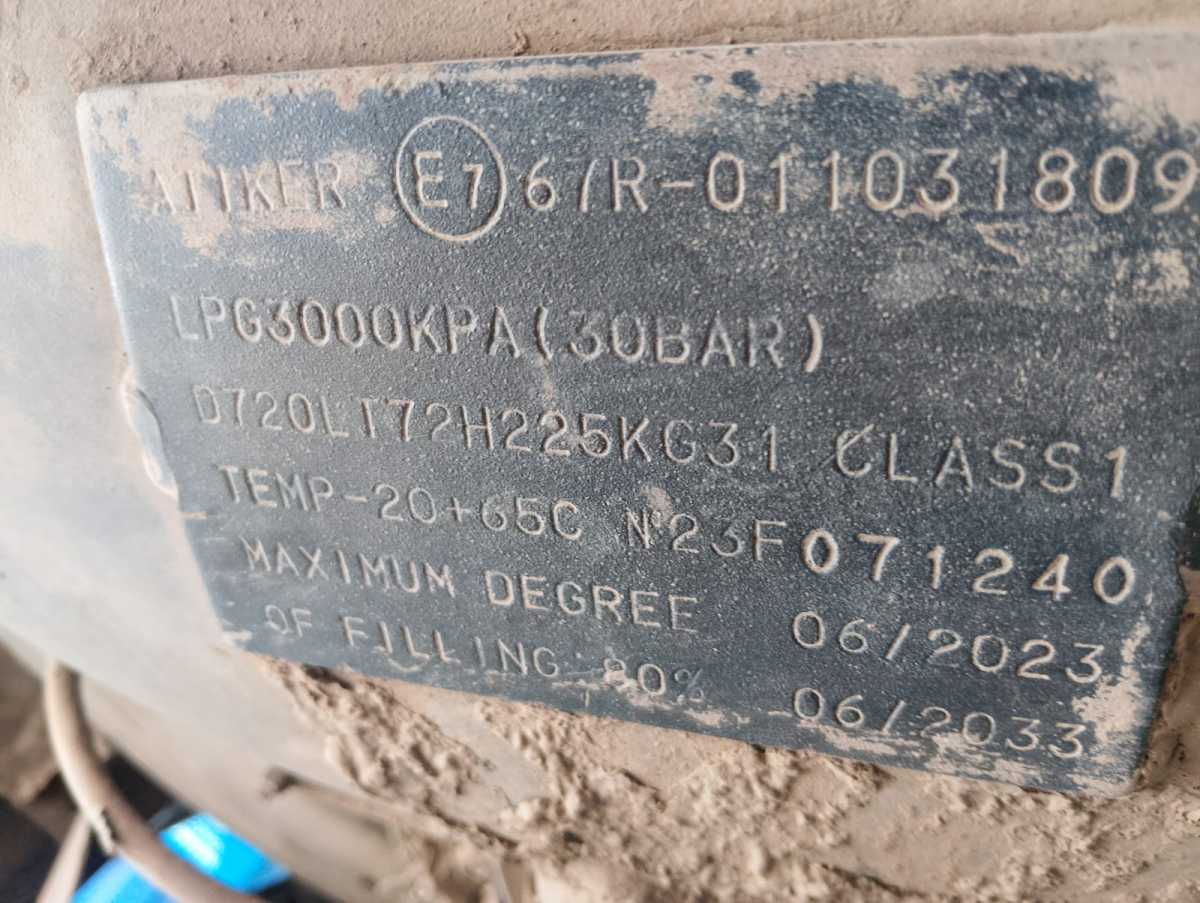 ATIKER E7 67R-011031809
LPG3000KPA(30BAR)
D720LT72H225KG31 CLASS1
TEMP-20+65C N°23F071240
MAXIMUM DEGREE 06/2023
OF FILLING 80% 06/2033